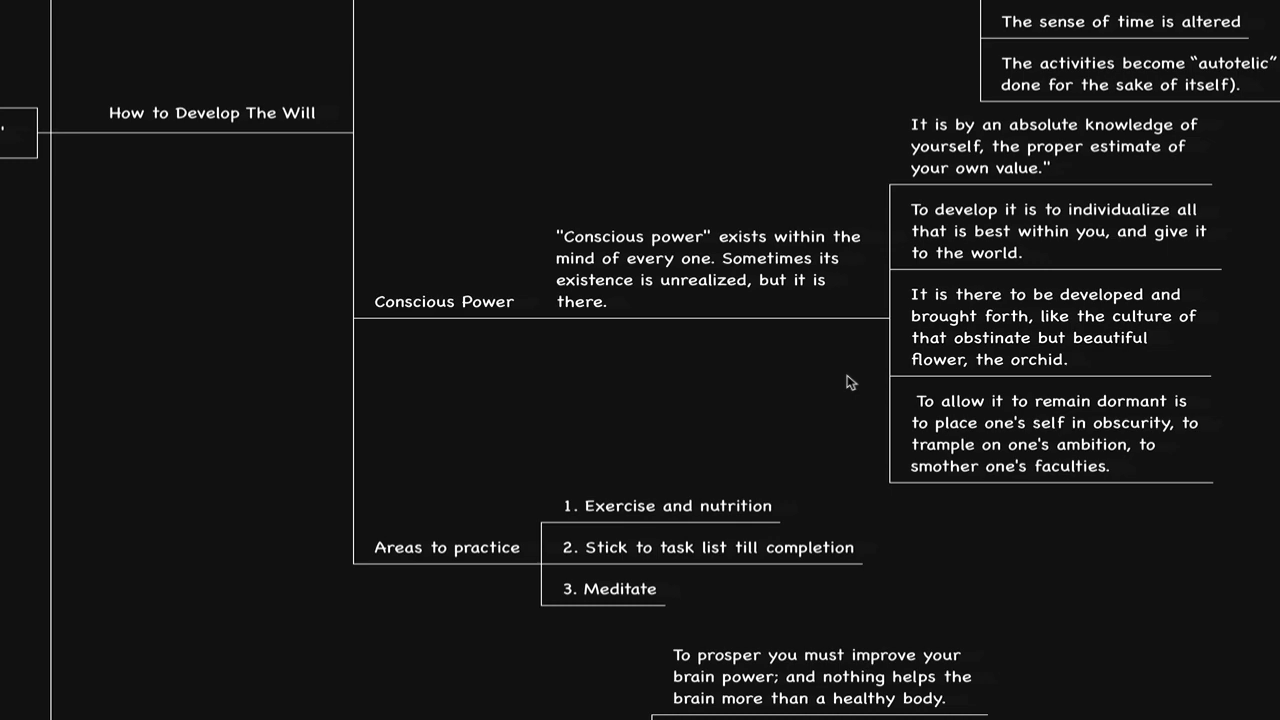 The sense of time is altered
The activities become “autotelic”
done for the sake of itself).
"
How to Develop The Will
It is by an absolute knowledge of
yourself, the proper estimate of
your own value."
To develop it is to individualize all
that is best within you, and give it
to the world.
"Conscious power" exists within the
mind of every one. Sometimes its
existence is unrealized, but it is
there.
Conscious Power
It is there to be developed and
brought forth, like the culture of
that obstinate but beautiful
flower, the orchid.
To allow it to remain dormant is
to place one's self in obscurity, to
trample on one's ambition, to
smother one's faculties.
Areas to practice
1. Exercise and nutrition
2. Stick to task list till completion
3. Meditate
To prosper you must improve your
brain power; and nothing helps the
brain more than a healthy body.